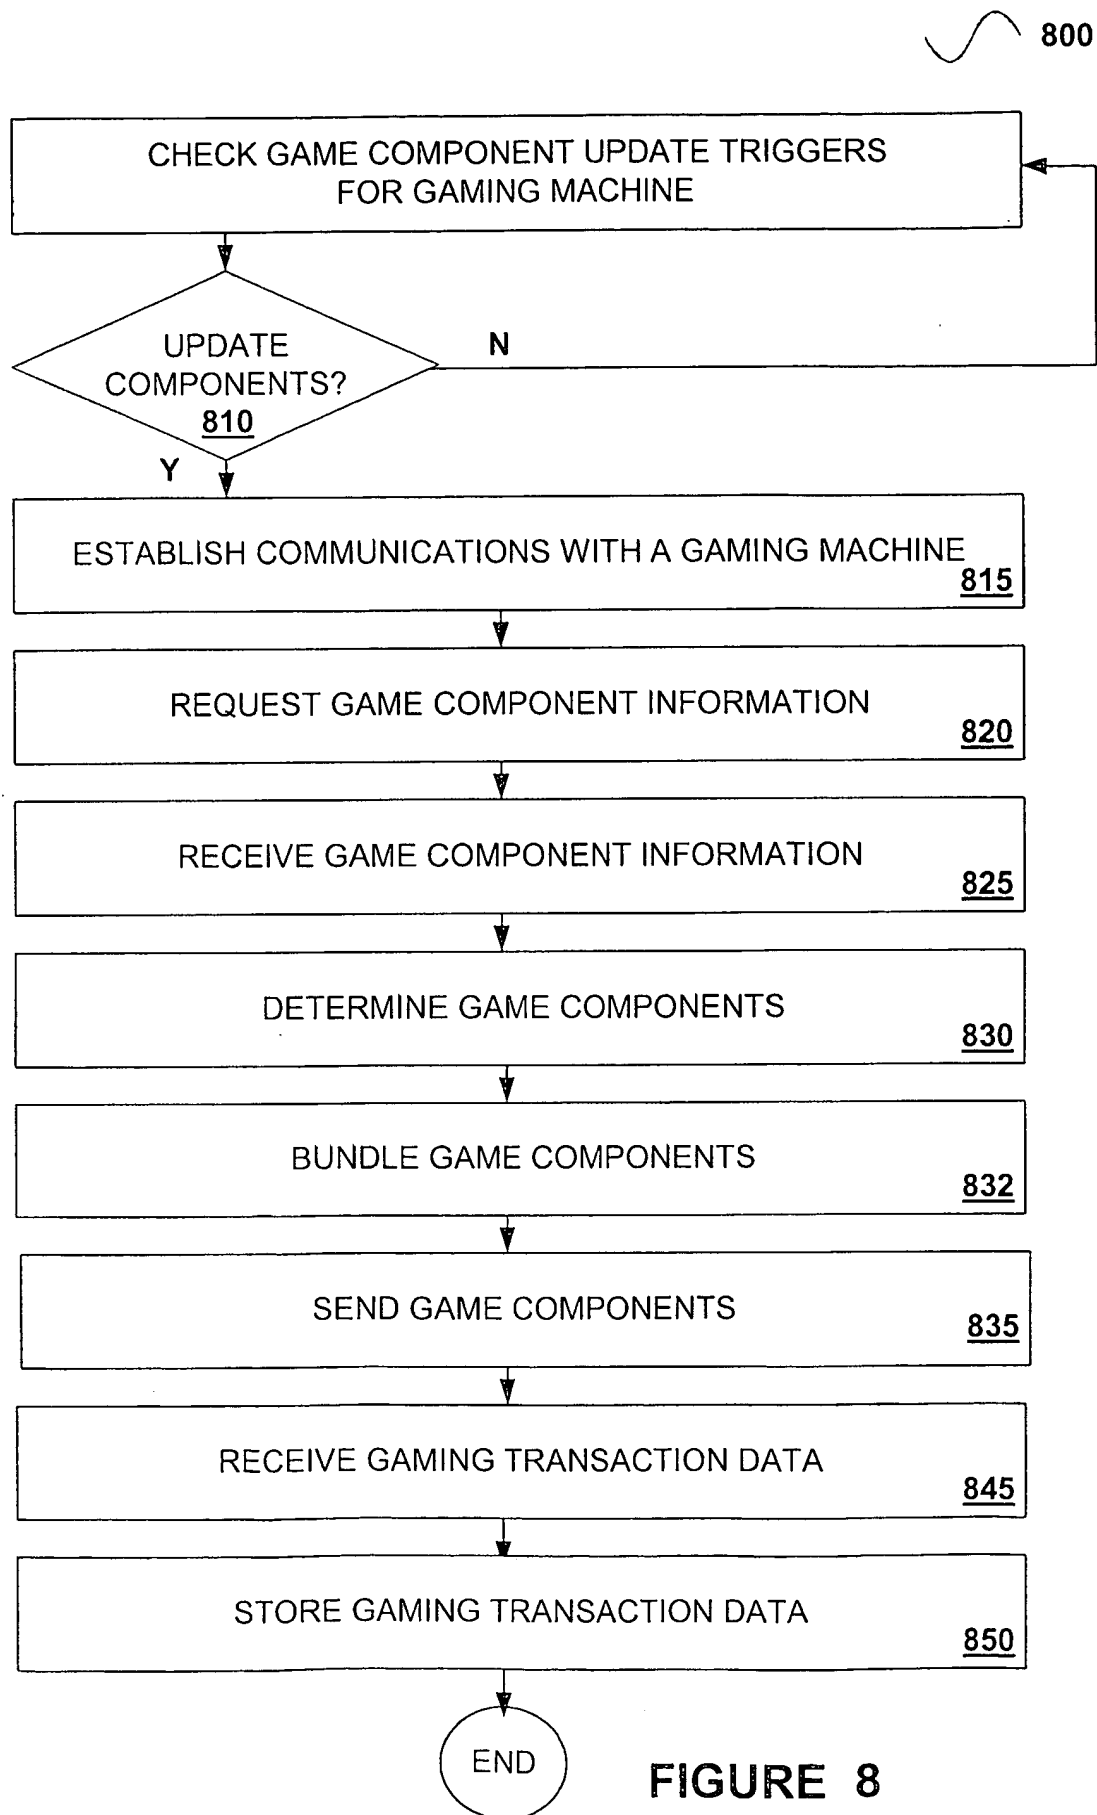 800
CHECK GAME COMPONENT UPDATE TRIGGERS
FOR GAMING MACHINE
UPDATE
COMPONENTS?
810
N
Y
ESTABLISH COMMUNICATIONS WITH A GAMING MACHINE
815
REQUEST GAME COMPONENT INFORMATION
820
RECEIVE GAME COMPONENT INFORMATION
825
DETERMINE GAME COMPONENTS
830
BUNDLE GAME COMPONENTS
832
SEND GAME COMPONENTS
835
RECEIVE GAMING TRANSACTION DATA
845
STORE GAMING TRANSACTION DATA
850
END
FIGURE 8